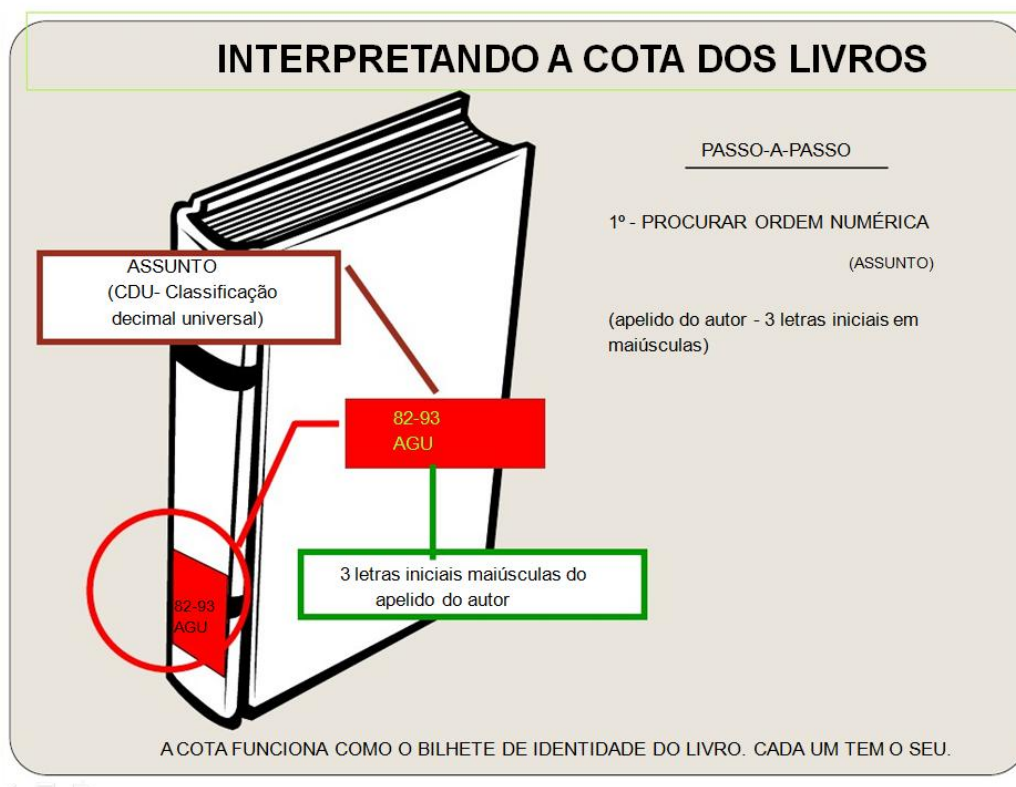 INTERPRETANDO A COTA DOS LIVROS
PASSO-A-PASSO
1º - PROCURAR ORDEM NUMÉRICA
(ASSUNTO)
(apelido do autor - 3 letras iniciais em
maiúsculas)
ASSUNTO
(CDU- Classificação
decimal universal)
82-93
AGU
3 letras iniciais maiúsculas do
apelido do autor
82-93
AGU
A COTA FUNCIONA COMO O BILHETE DE IDENTIDADE DO LIVRO. CADA UM TEM O SEU.